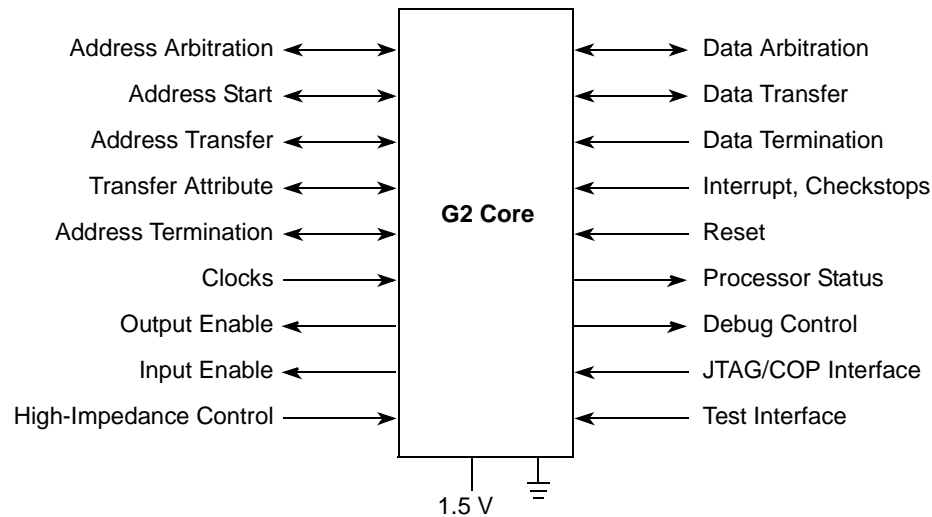 Address Arbitration
Address Start
Address Transfer
Transfer Attribute
Address Termination
Clocks
Output Enable
Input Enable
High-Impedance Control
G2 Core
Data Arbitration
Data Transfer
Data Termination
Interrupt, Checkstops
Reset
Processor Status
Debug Control
JTAG/COP Interface
Test Interface
1.5 V